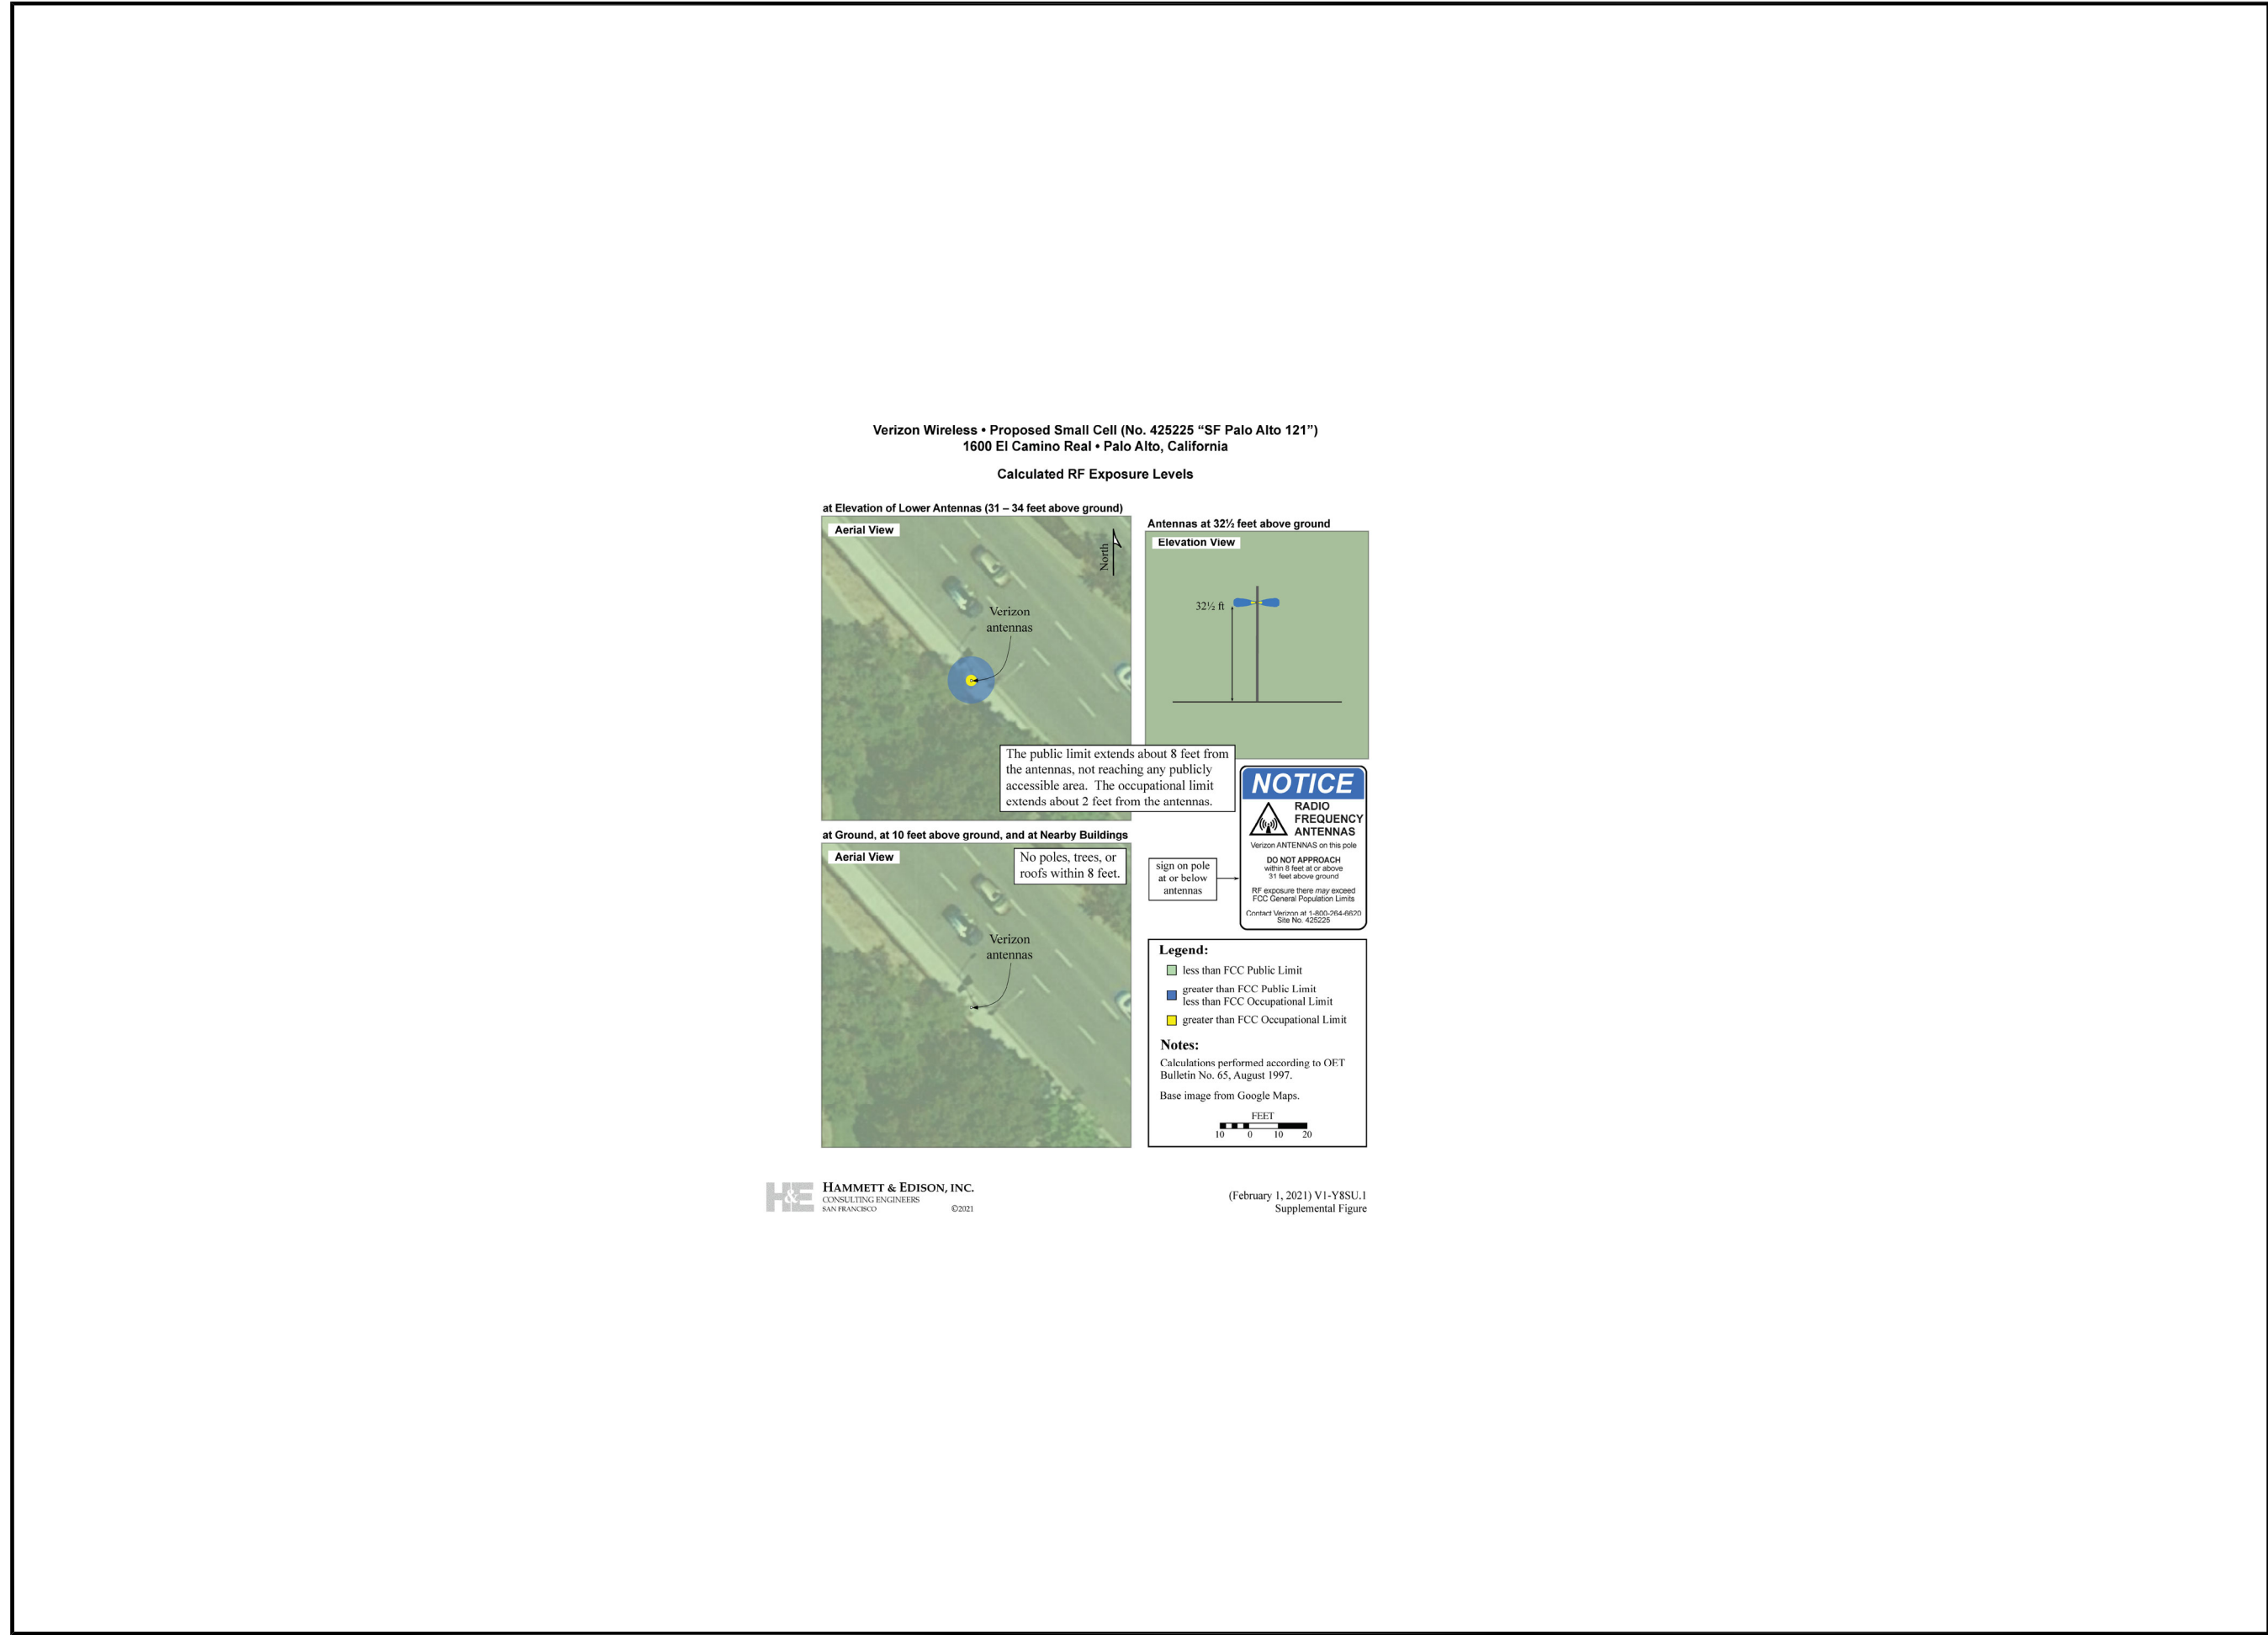 Verizon Wireless • Proposed Small Cell (No. 425225 “SF Palo Alto 121”)
1600 El Camino Real • Palo Alto, California
Calculated RF Exposure Levels
at Elevation of Lower Antennas (31 – 34 feet above ground)
Aerial View
North
Verizon
antennas
Antennas at 32½ feet above ground
Elevation View
32½ ft
The public limit extends about 8 feet from
the antennas, not reaching any publicly
accessible area. The occupational limit
extends about 2 feet from the antennas.
at Ground, at 10 feet above ground, and at Nearby Buildings
Aerial View
No poles, trees, or
roofs within 8 feet.
Verizon
antennas
sign on pole
at or below
antennas
NOTICE
RADIO
FREQUENCY
ANTENNAS
Verizon ANTENNAS on this pole
DO NOT APPROACH
within 8 feet at or above
31 feet above ground
RF exposure there may exceed
FCC General Population Limits
Contact Verizon at 1-800-264-6620
Site No. 425225
Legend:
less than FCC Public Limit
greater than FCC Public Limit
less than FCC Occupational Limit
greater than FCC Occupational Limit
Notes:
Calculations performed according to OET
Bulletin No. 65, August 1997.
Base image from Google Maps.
FEET
10 0 10 20
H&E
HAMMETT & EDISON, INC.
CONSULTING ENGINEERS
SAN FRANCISCO ©2021
(February 1, 2021) V1-Y8SU.1
Supplemental Figure